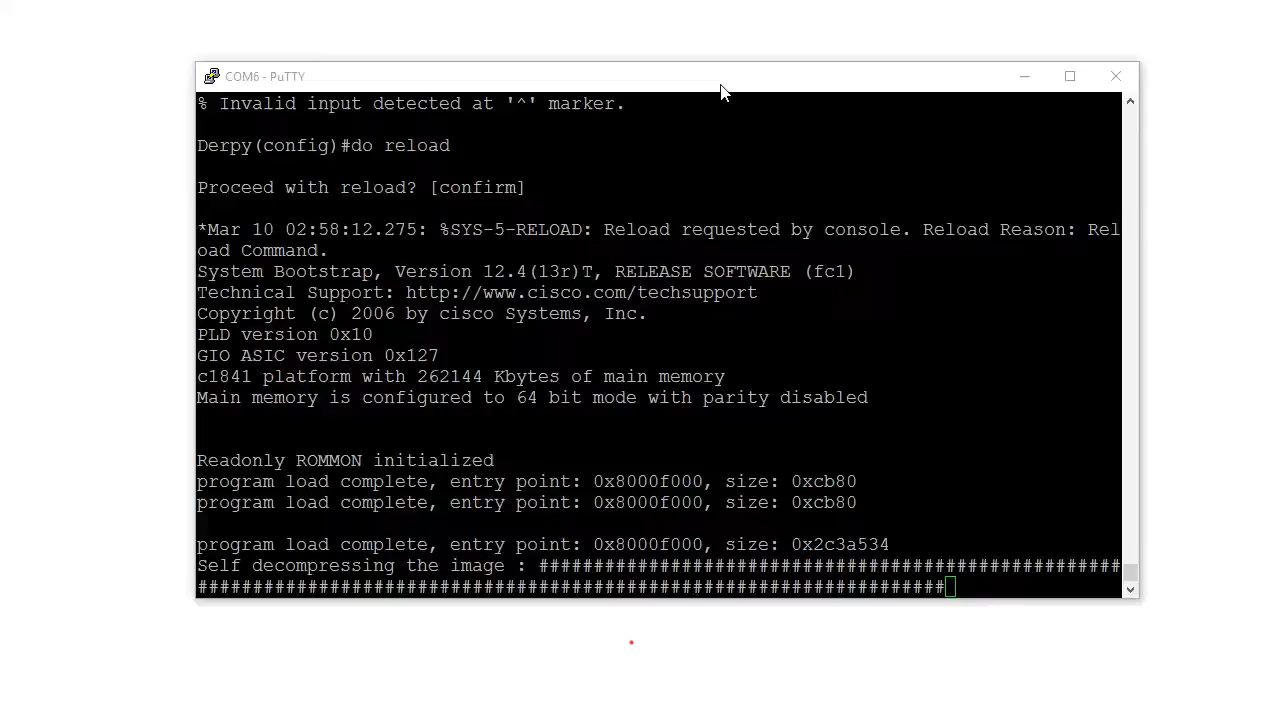 COM6 - PuTTY
% Invalid input detected at '^' marker.
Derpy(config)#do reload
Proceed with reload? [confirm]
*Mar 10 02:58:12.275: %SYS-5-RELOAD: Reload requested by console. Reload Reason: Rel
oad Command.
System Bootstrap, Version 12.4(13r)T, RELEASE SOFTWARE (fc1)
Technical Support: http://www.cisco.com/techsupport
Copyright (c) 2006 by cisco Systems, Inc.
PLD version 0x10
GIO ASIC version 0x127
c1841 platform with 262144 Kbytes of main memory
Main memory is configured to 64 bit mode with parity disabled
Readonly ROMMON initialized
program load complete, entry point: 0x8000f000, size: 0xcb80
program load complete, entry point: 0x8000f000, size: 0xcb80
program load complete, entry point: 0x8000f000, size: 0x2c3a534
Self decompressing the image : #####################################################
####################################################################